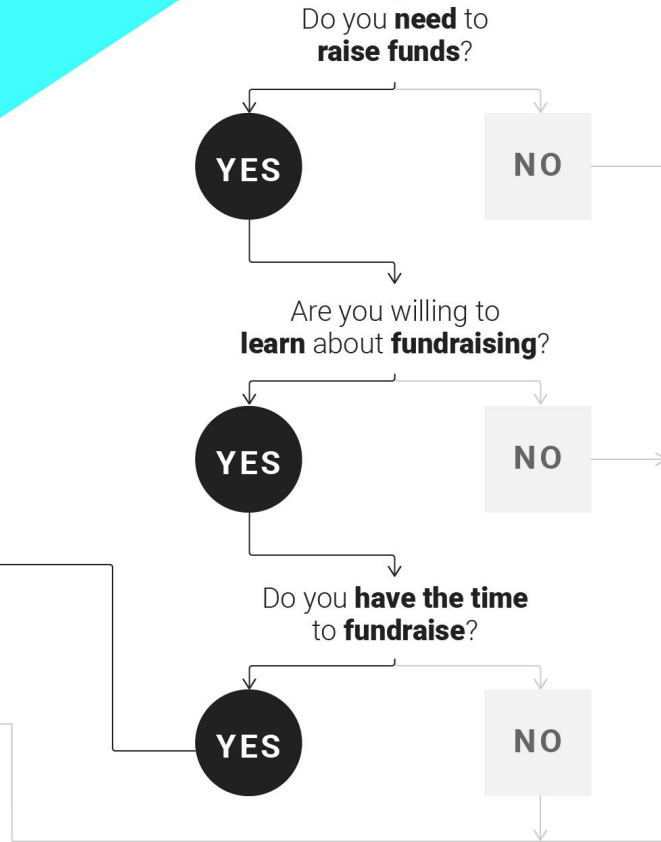 Do you need to
raise funds?
YES
NO
Are you willing to
learn about fundraising?
YES
NO
Do you have the time
to fundraise?
YES
NO